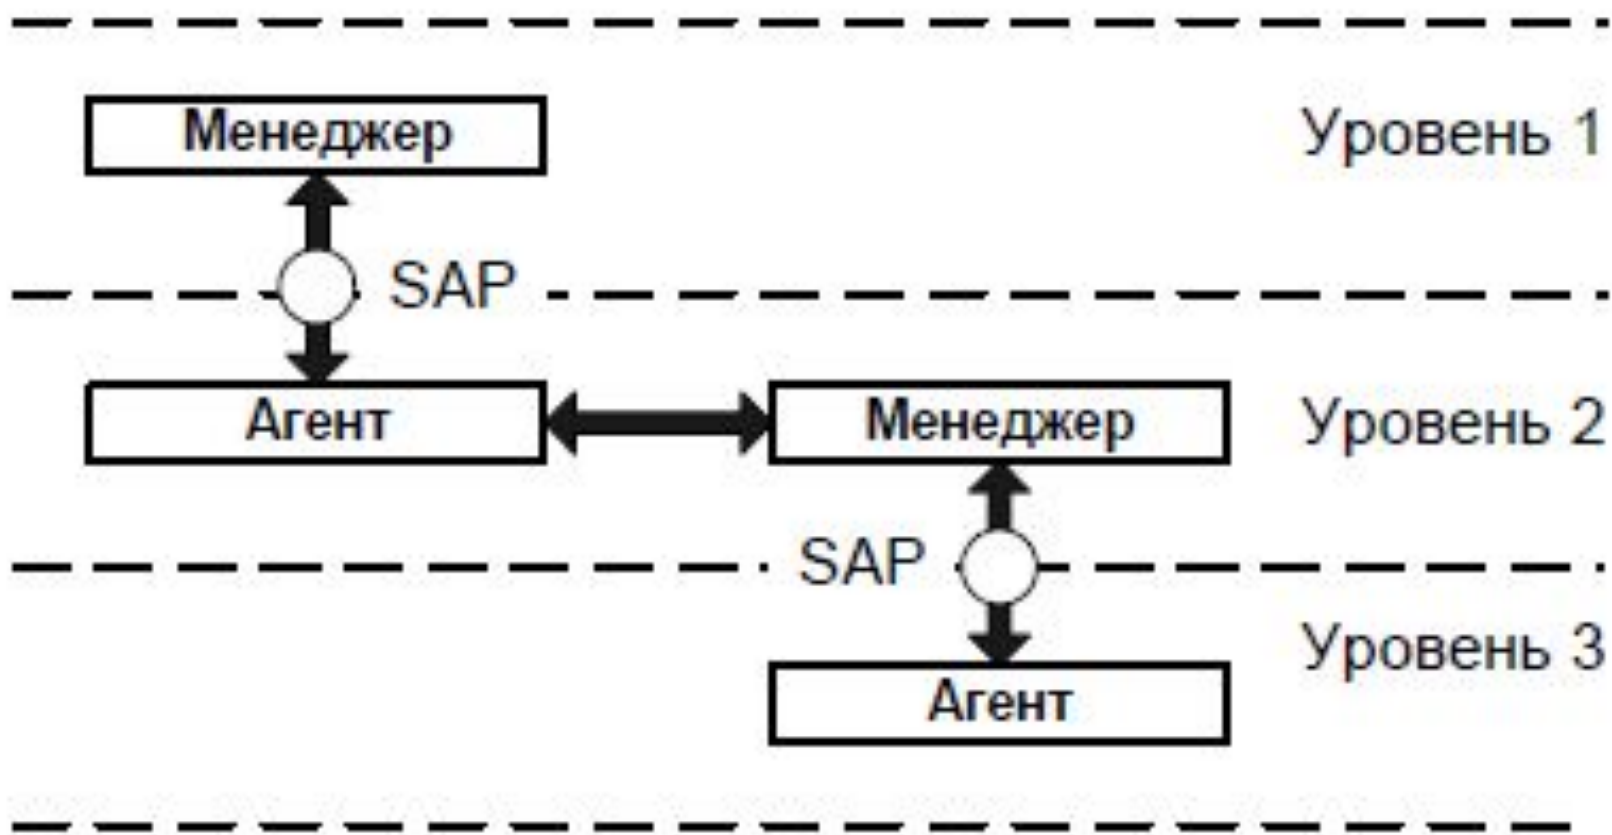 Менеджер
Уровень 1
SAP
Агент
Менеджер
Уровень 2
SAP
Уровень 3
Агент